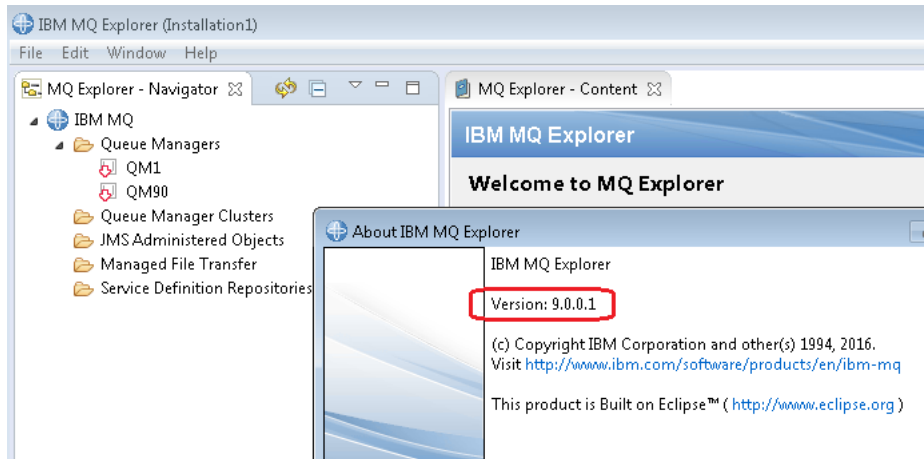 IBM MQ Explorer (Installation1)
File Edit Window Help
MQ Explorer - Navigator
MQ Explorer - Content
IBM MQ
Queue Managers
QM1
QM90
Queue Manager Clusters
JMS Administered Objects
Managed File Transfer
Service Definition Repositories
IBM MQ Explorer
Welcome to MQ Explorer
About IBM MQ Explorer
IBM MQ Explorer
Version: 9.0.0.1
(c) Copyright IBM Corporation and other(s) 1994, 2016.
Visit http://www.ibm.com/software/products/en/ibm-mq
This product is Built on Eclipse™ ( http://www.eclipse.org )